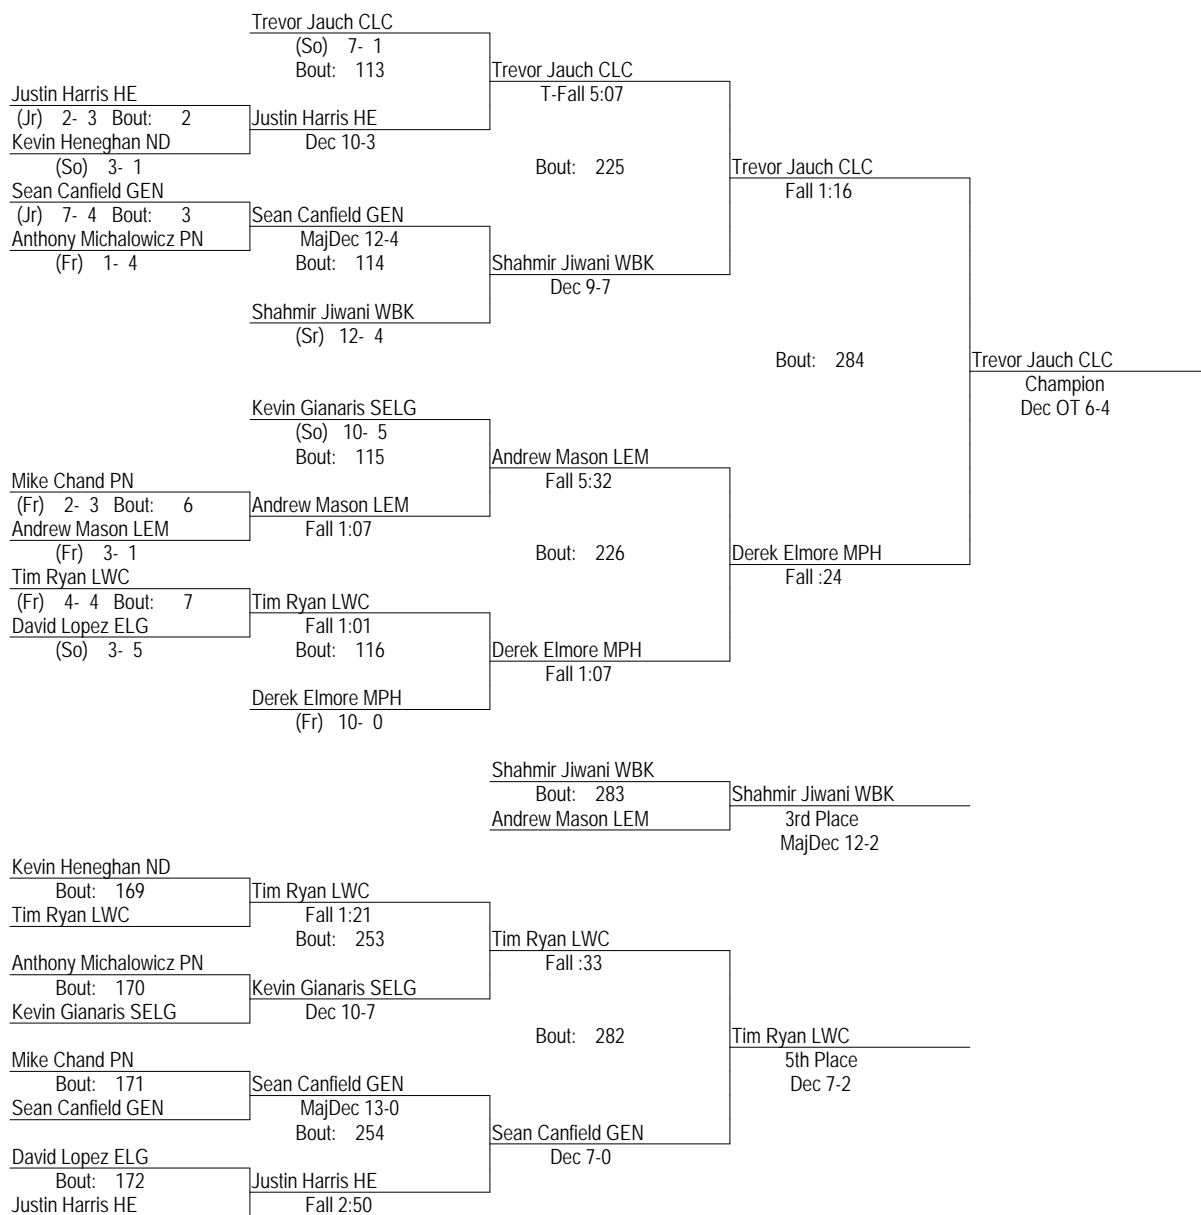 Trevor Jauch CLC
(So) 7- 1
Bout: 113
Trevor Jauch CLC
T-Fall 5:07
Justin Harris HE
(Jr) 2- 3 Bout: 2
Justin Harris HE
Dec 10-3
Kevin Heneghan ND
(So) 3- 1
Bout: 225
Trevor Jauch CLC
Fall 1:16
Sean Canfield GEN
(Jr) 7- 4 Bout: 3
Sean Canfield GEN
MajDec 12-4
Anthony Michalowicz PN
(Fr) 1- 4
Bout: 114
Shahmir Jiwani WBK
Dec 9-7
Shahmir Jiwani WBK
(Sr) 12- 4
Bout: 284
Trevor Jauch CLC
Champion
Dec OT 6-4
Kevin Gianaris SELG
(So) 10- 5
Bout: 115
Andrew Mason LEM
Fall 5:32
Mike Chand PN
(Fr) 2- 3 Bout: 6
Andrew Mason LEM
Fall 1:07
Andrew Mason LEM
(Fr) 3- 1
Bout: 226
Derek Elmore MPH
Fall :24
Tim Ryan LWC
(Fr) 4- 4 Bout: 7
Tim Ryan LWC
Fall 1:01
David Lopez ELG
(So) 3- 5
Bout: 116
Derek Elmore MPH
Fall 1:07
Derek Elmore MPH
(Fr) 10- 0
Shahmir Jiwani WBK
Bout: 283
Shahmir Jiwani WBK
3rd Place
MajDec 12-2
Andrew Mason LEM
Kevin Heneghan ND
Bout: 169
Tim Ryan LWC
Fall 1:21
Tim Ryan LWC
Bout: 253
Tim Ryan LWC
Fall :33
Anthony Michalowicz PN
Bout: 170
Kevin Gianaris SELG
Dec 10-7
Kevin Gianaris SELG
Bout: 282
Tim Ryan LWC
5th Place
Dec 7-2
Mike Chand PN
Bout: 171
Sean Canfield GEN
MajDec 13-0
Sean Canfield GEN
Bout: 254
Sean Canfield GEN
Dec 7-0
David Lopez ELG
Bout: 172
Justin Harris HE
Fall 2:50
Justin Harris HE